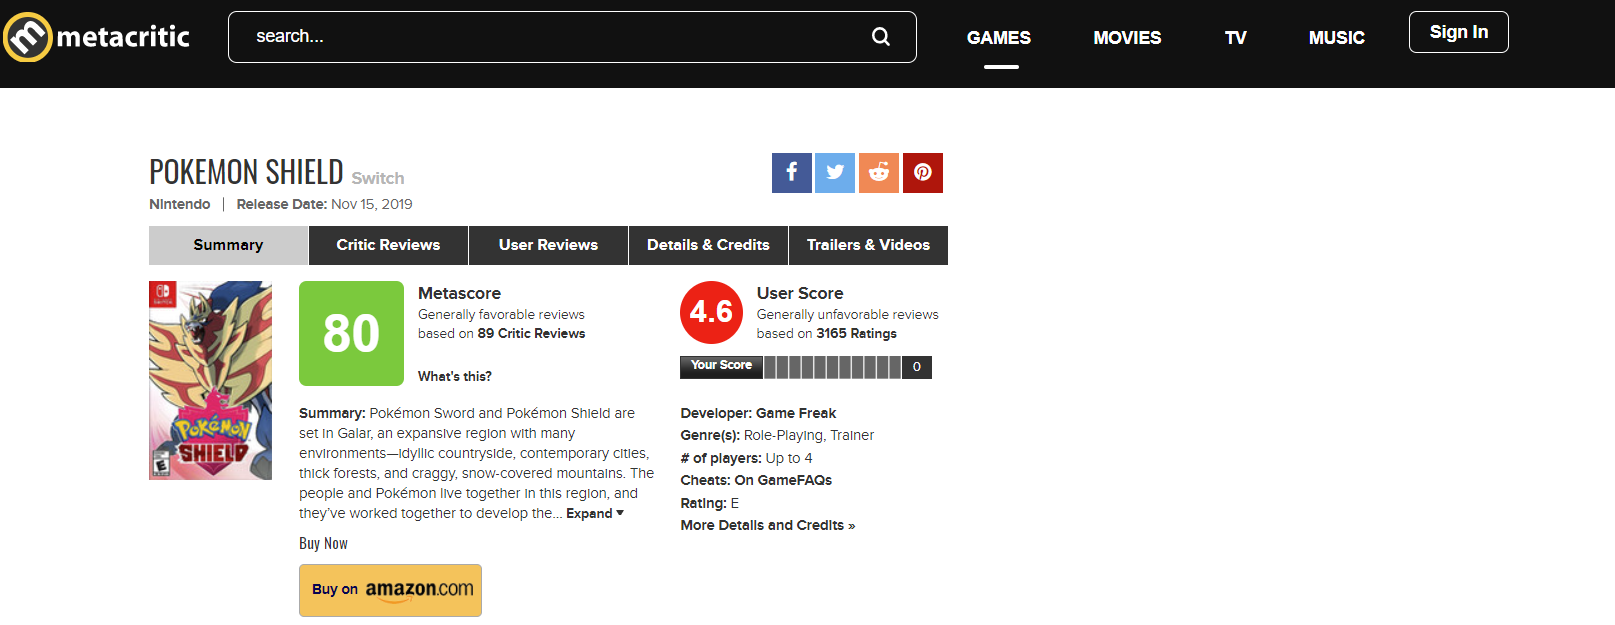 metacritic
search...
GAMES
MOVIES
TV
MUSIC
Sign In
POKEMON SHIELD Switch
Nintendo | Release Date: Nov 15, 2019
Summary
Critic Reviews
User Reviews
Details & Credits
Trailers & Videos
POKéMON
SHIELD
E
80
Metascore
Generally favorable reviews
based on 89 Critic Reviews
What's this?
4.6
User Score
Generally unfavorable reviews
based on 3165 Ratings
Your Score
0
Summary: Pokémon Sword and Pokémon Shield are
set in Galar, an expansive region with many
environments—idyllic countryside, contemporary cities,
thick forests, and craggy, snow-covered mountains. The
people and Pokémon live together in this region, and
they've worked together to develop the... Expand
Buy Now
Buy on amazon.com
Developer: Game Freak
Genre(s): Role-Playing, Trainer
# of players: Up to 4
Cheats: On GameFAQs
Rating: E
More Details and Credits »